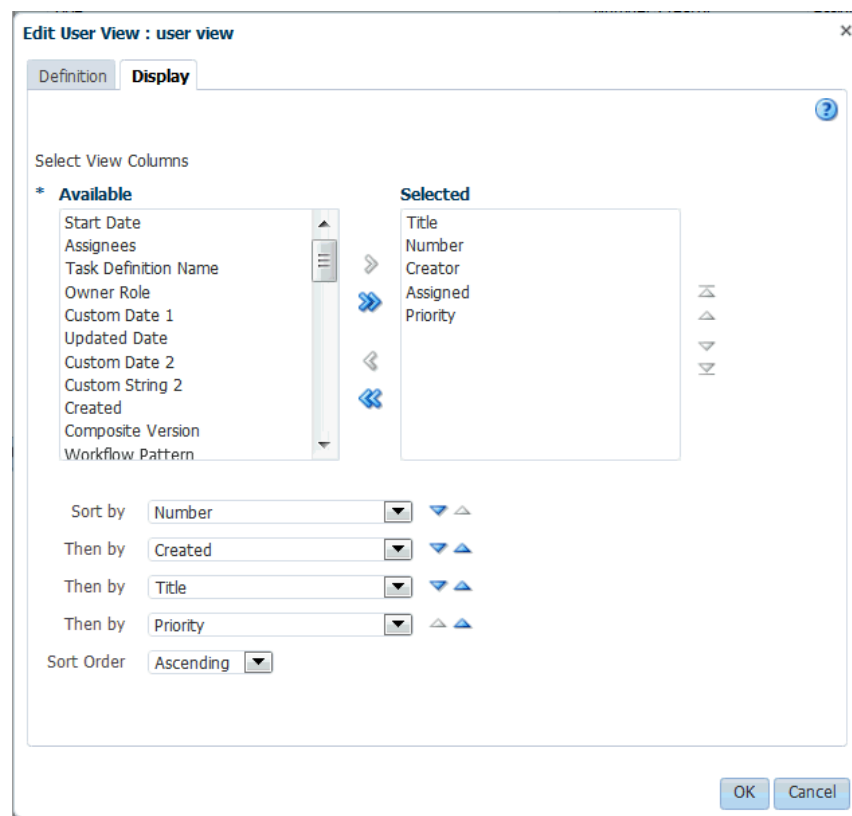 Edit User View : user view
Definition
Display
Select View Columns
* Available
Selected
Start Date
Assignees
Task Definition Name
Owner Role
Custom Date 1
Updated Date
Custom Date 2
Custom String 2
Created
Composite Version
Workflow Pattern
Title
Number
Creator
Assigned
Priority
Sort by Number
Then by Created
Then by Title
Then by Priority
Sort Order Ascending
OK Cancel